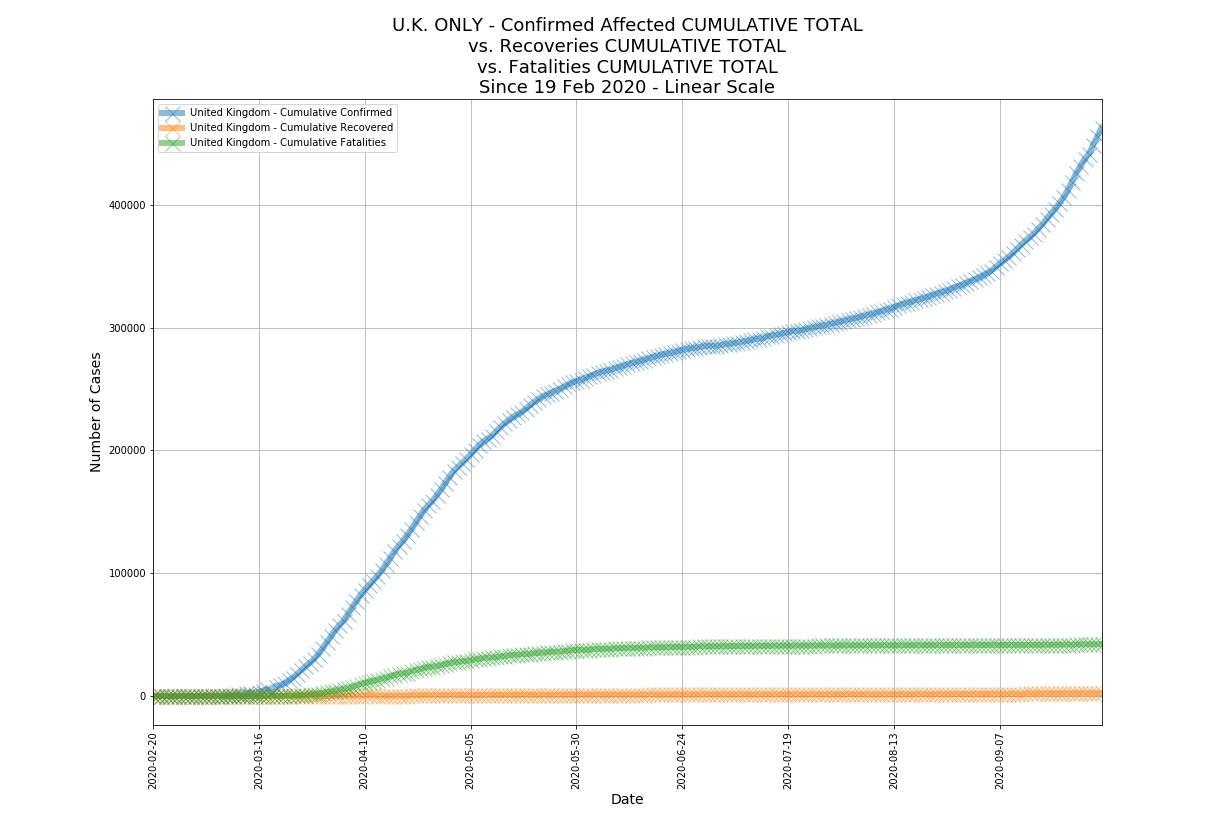 U.K. ONLY - Confirmed Affected CUMULATIVE TOTAL
vs. Recoveries CUMULATIVE TOTAL
vs. Fatalities CUMULATIVE TOTAL
Since 19 Feb 2020 - Linear Scale
United Kingdom - Cumulative Confirmed
United Kingdom - Cumulative Recovered
United Kingdom - Cumulative Fatalities
Number of Cases
400000
300000
200000
100000
0
2020-02-20
2020-03-16
2020-04-10
2020-05-05
2020-05-30
2020-06-24
2020-07-19
2020-08-13
2020-09-07
Date